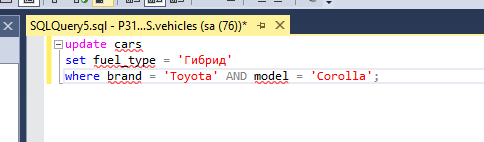 SQLQuery5.sql - P31...S.vehicles (sa (76))*
update cars
set fuel_type = 'Гибрид'
where brand = 'Toyota' AND model = 'Corolla';